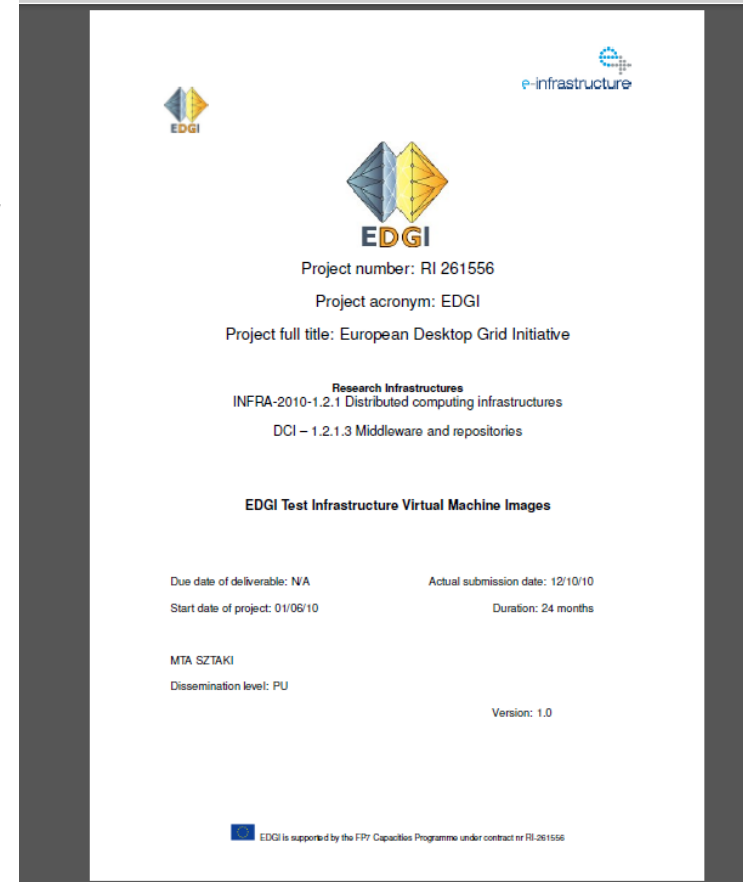 e-infrastructure
EDGI
EDGI
Project number: RI 261556
Project acronym: EDGI
Project full title: European Desktop Grid Initiative
Research Infrastructures
INFRA-2010-1.2.1 Distributed computing infrastructures
DCI – 1.2.1.3 Middleware and repositories
EDGI Test Infrastructure Virtual Machine Images
Due date of deliverable: N/A
Actual submission date: 12/10/10
Start date of project: 01/06/10
Duration: 24 months
MTA SZTAKI
Dissemination level: PU
Version: 1.0
EDGI is supported by the FP7 Capacities Programme under contract nr RI-261556